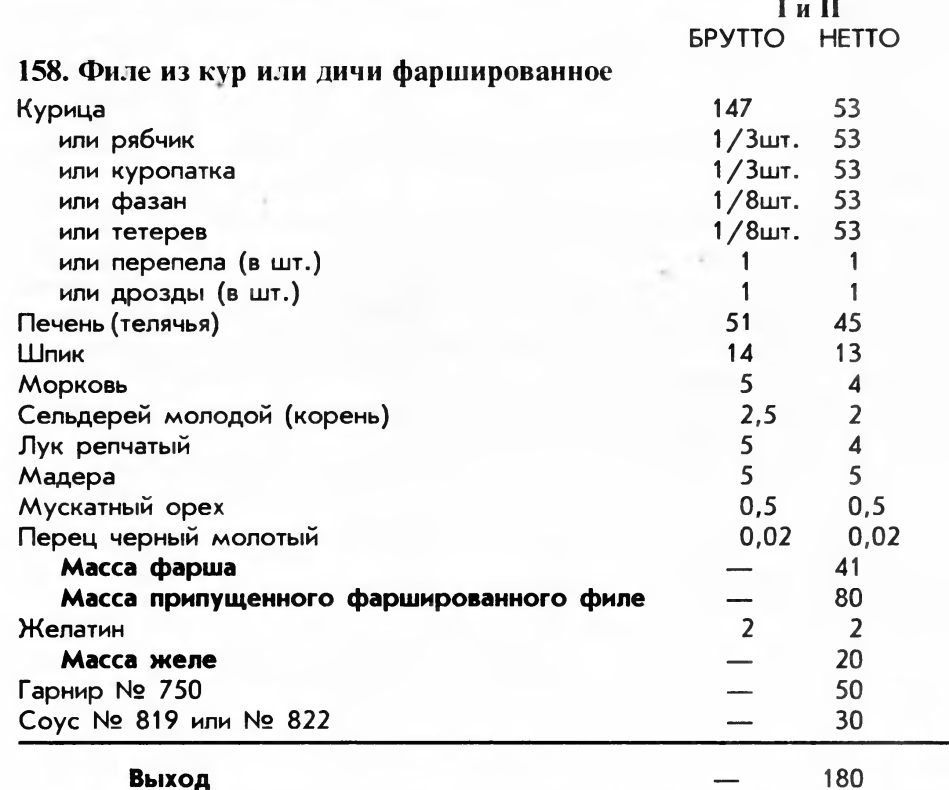 I и II
БРУТТО НЕТТО
158. Филе из кур или дичи фаршированное
Курица 147 53
или рябчик 1/3шт. 53
или куропатка 1/3шт. 53
или фазан 1/8шт. 53
или тетерев 1/8шт. 53
или перепела (в шт.) 1 1
или дрозды (в шт.) 1 1
Печень (телячья) 51 45
Шпик 14 13
Морковь 5 4
Сельдерей молодой (корень) 2,5 2
Лук репчатый 5 4
Мадера 5 5
Мускатный орех 0,5 0,5
Перец черный молотый 0,02 0,02
Масса фарша — 41
Масса припущенного фаршированного филе — 80
Желатин 2 2
Масса желе — 20
Гарнир № 750 — 50
Соус № 819 или № 822 — 30
Выход — 180